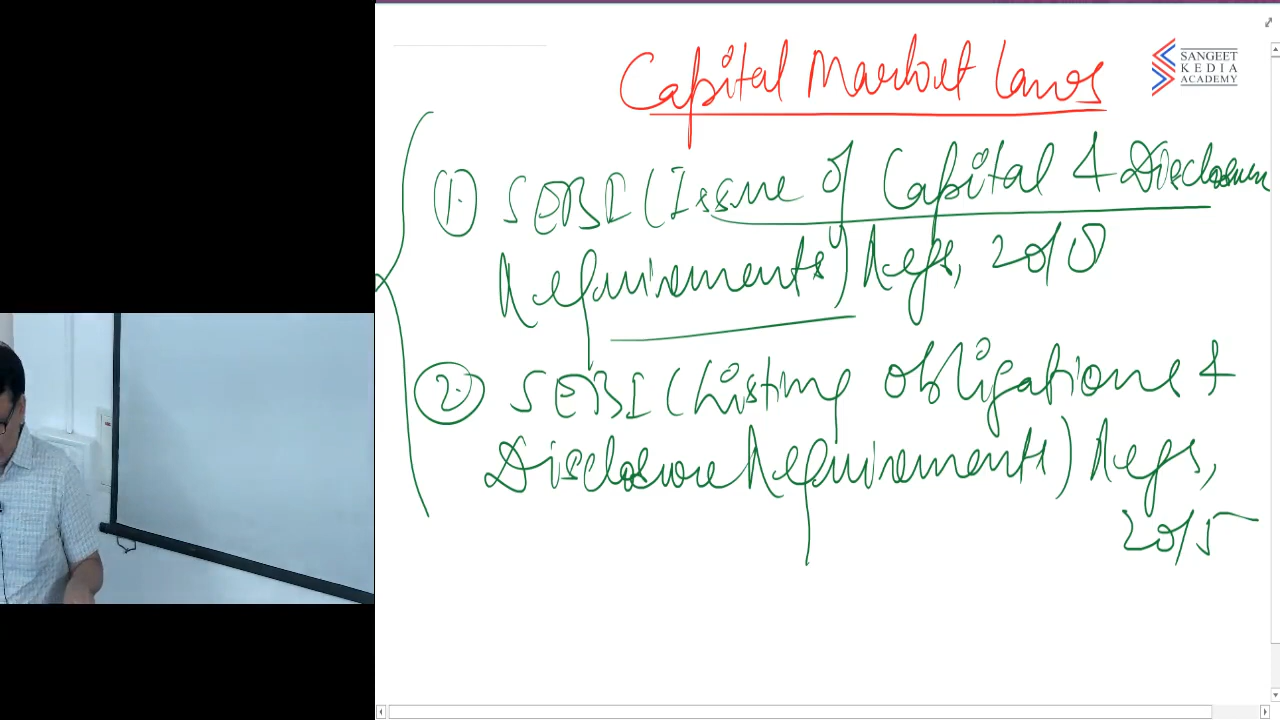 Capital Market Laws
SANGEET
KEDIA
ACADEMY
1. SEBI (Issue of Capital & Disclosure
Requirements) Regs, 2018
2. SEBI (Listing Obligations &
Disclosure Requirements) Regs,
2015